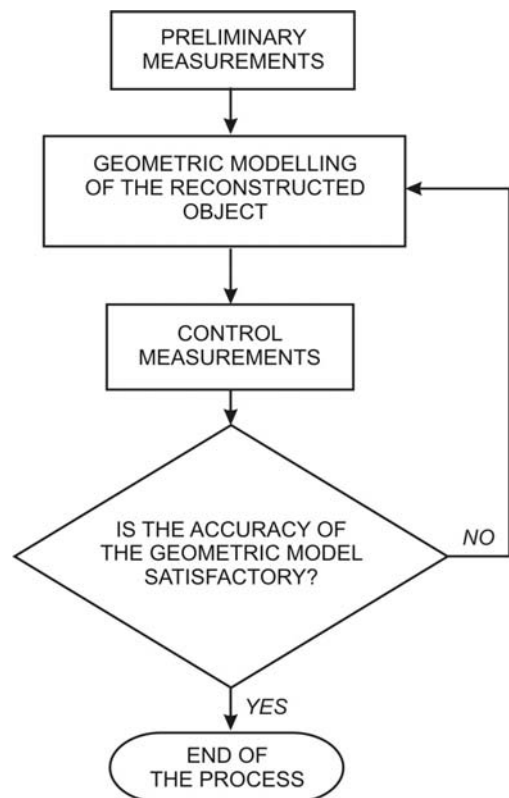 PRELIMINARY
MEASUREMENTS
GEOMETRIC MODELLING
OF THE RECONSTRUCTED
OBJECT
CONTROL
MEASUREMENTS
IS THE ACCURACY OF
THE GEOMETRIC MODEL
SATISFACTORY?
NO
YES
END OF
THE PROCESS